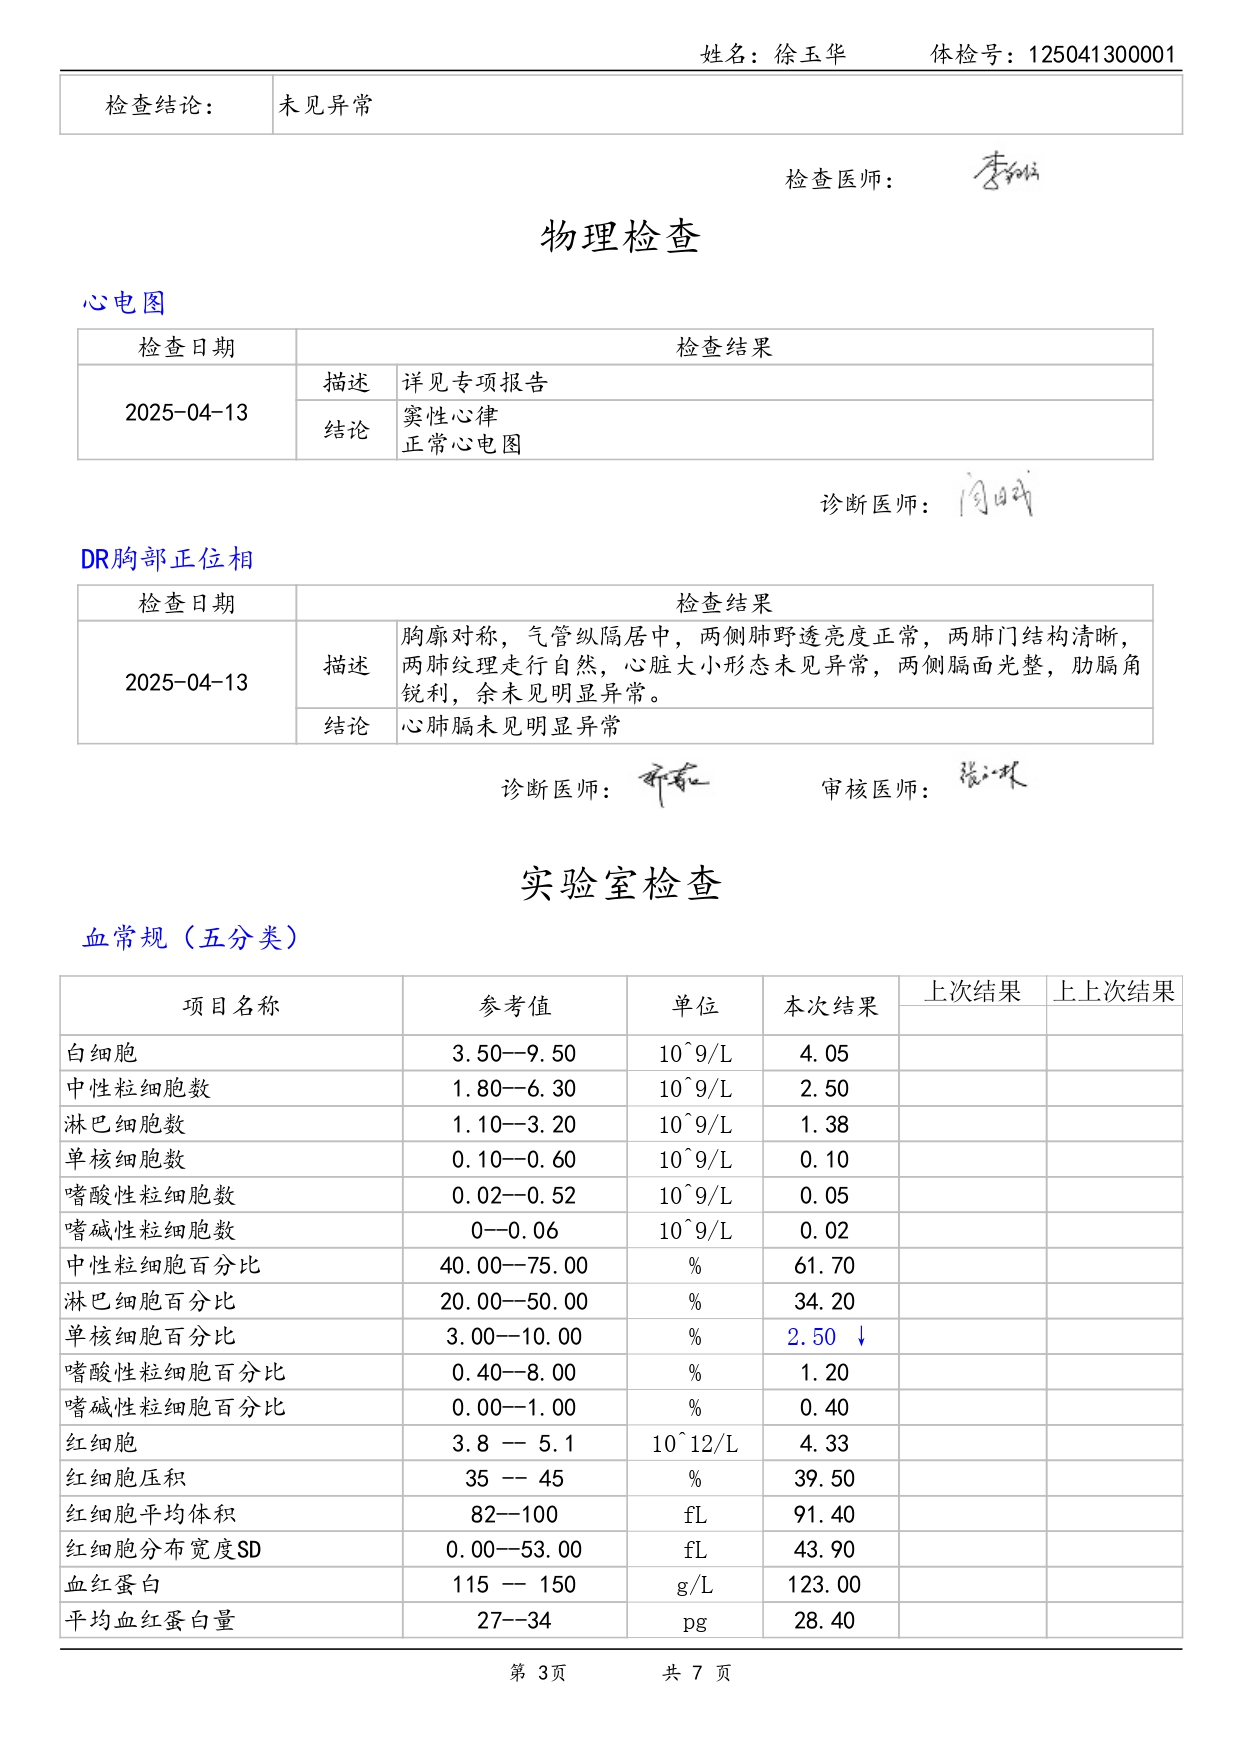 姓名：徐玉华 体检号：125041300001
检查结论： 未见异常
检查医师：
物理检查
心电图
检查日期 检查结果
2025-04-13 描述 详见专项报告
结论 窦性心律
正常心电图
诊断医师：
DR胸部正位相
检查日期 检查结果
2025-04-13 描述 胸廓对称，气管纵隔居中，两侧肺野透亮度正常，两肺门结构清晰，
两肺纹理走行自然，心脏大小形态未见异常，两侧膈面光整，肋膈角
锐利，余未见明显异常。
结论 心肺膈未见明显异常
诊断医师： 审核医师：
实验室检查
血常规（五分类）
项目名称 参考值 单位 本次结果 上次结果 上上次结果
白细胞 3.50--9.50 10^9/L 4.05
中性粒细胞数 1.80--6.30 10^9/L 2.50
淋巴细胞数 1.10--3.20 10^9/L 1.38
单核细胞数 0.10--0.60 10^9/L 0.10
嗜酸性粒细胞数 0.02--0.52 10^9/L 0.05
嗜碱性粒细胞数 0--0.06 10^9/L 0.02
中性粒细胞百分比 40.00--75.00 % 61.70
淋巴细胞百分比 20.00--50.00 % 34.20
单核细胞百分比 3.00--10.00 % 2.50 ↓
嗜酸性粒细胞百分比 0.40--8.00 % 1.20
嗜碱性粒细胞百分比 0.00--1.00 % 0.40
红细胞 3.8 -- 5.1 10^12/L 4.33
红细胞压积 35 -- 45 % 39.50
红细胞平均体积 82--100 fL 91.40
红细胞分布宽度SD 0.00--53.00 fL 43.90
血红蛋白 115 -- 150 g/L 123.00
平均血红蛋白量 27--34 pg 28.40
第 3页 共 7 页